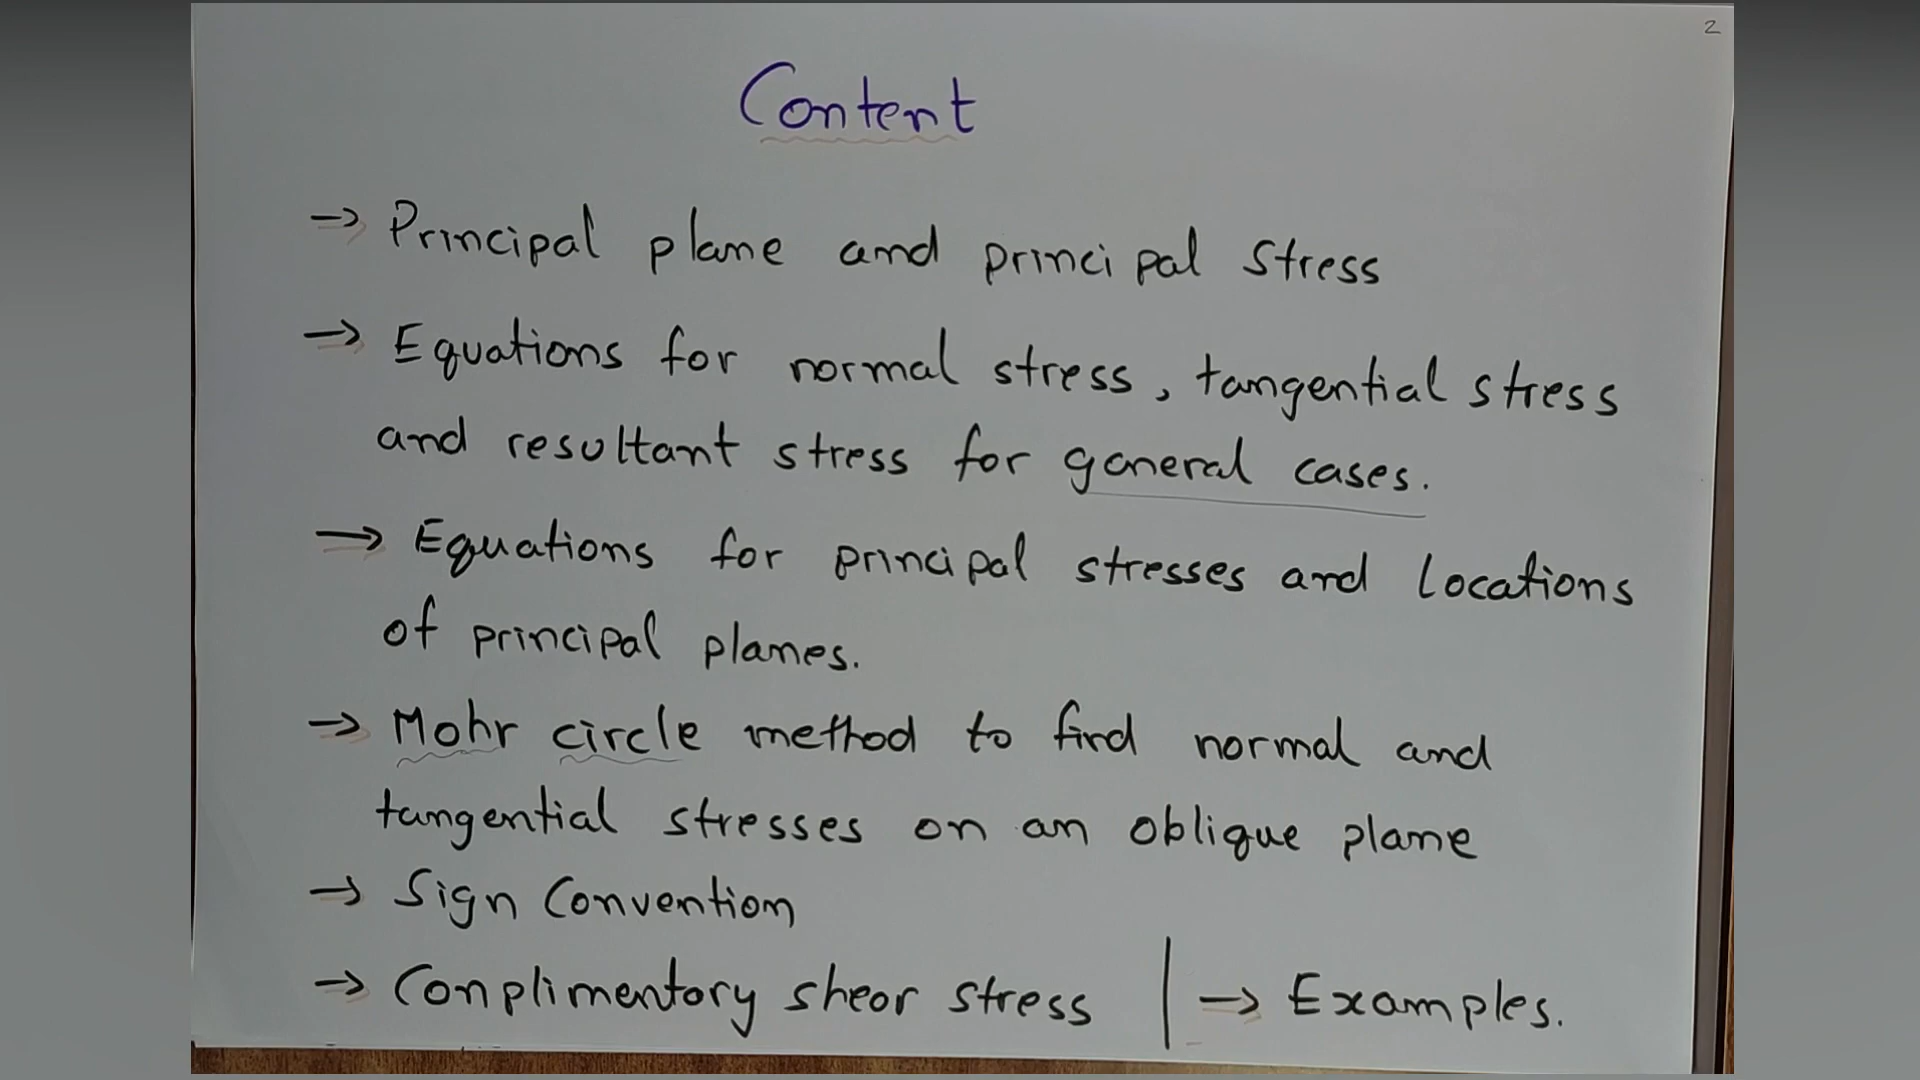 2
Content
→ Principal plane and principal stress
→ Equations for normal stress, tangential stress
and resultant stress for general cases.
→ Equations for principal stresses and locations
of principal planes.
→ Mohr circle method to find normal and
tangential stresses on an oblique plane
→ Sign Convention
→ Conplimentory sheor stress | → Examples.